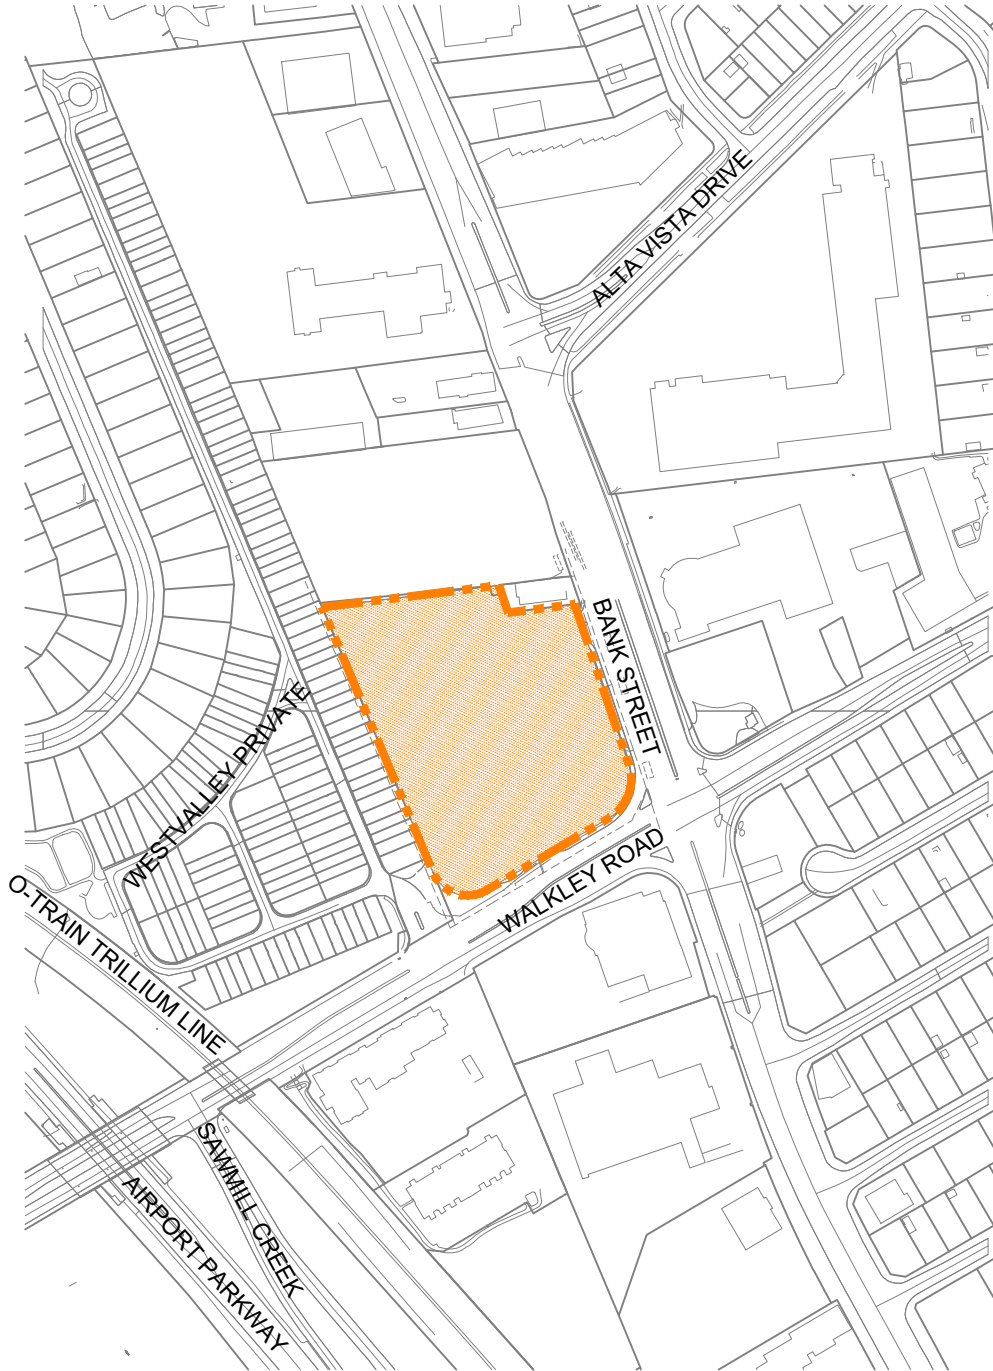 ALTA VISTA DRIVE
BANK STREET
WESTVALLEY PRIVATE
WALKLEY ROAD
O-TRAIN TRILLIUM LINE
SAWMILL CREEK
AIRPORT PARKWAY